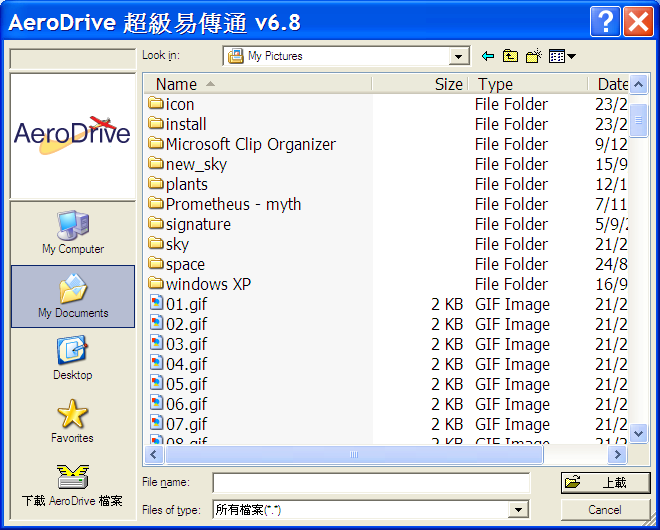 AeroDrive 超級易傳通 v6.8
Look in: My Pictures
AeroDrive
My Computer
My Documents
Desktop
Favorites
下載 AeroDrive 檔案
Name Size Type Date
icon File Folder 23/2
install File Folder 23/2
Microsoft Clip Organizer File Folder 9/12
new_sky File Folder 15/9
plants File Folder 12/1
Prometheus - myth File Folder 7/11
signature File Folder 5/9/2
sky File Folder 21/2
space File Folder 24/8
windows XP File Folder 16/9
01.gif 2 KB GIF Image 21/2
02.gif 2 KB GIF Image 21/2
03.gif 2 KB GIF Image 21/2
04.gif 2 KB GIF Image 21/2
05.gif 2 KB GIF Image 21/2
06.gif 2 KB GIF Image 21/2
07.gif 2 KB GIF Image 21/2
08.gif 2 KB GIF Image 21/2
File name: 上載
Files of type: 所有檔案(*.*) Cancel